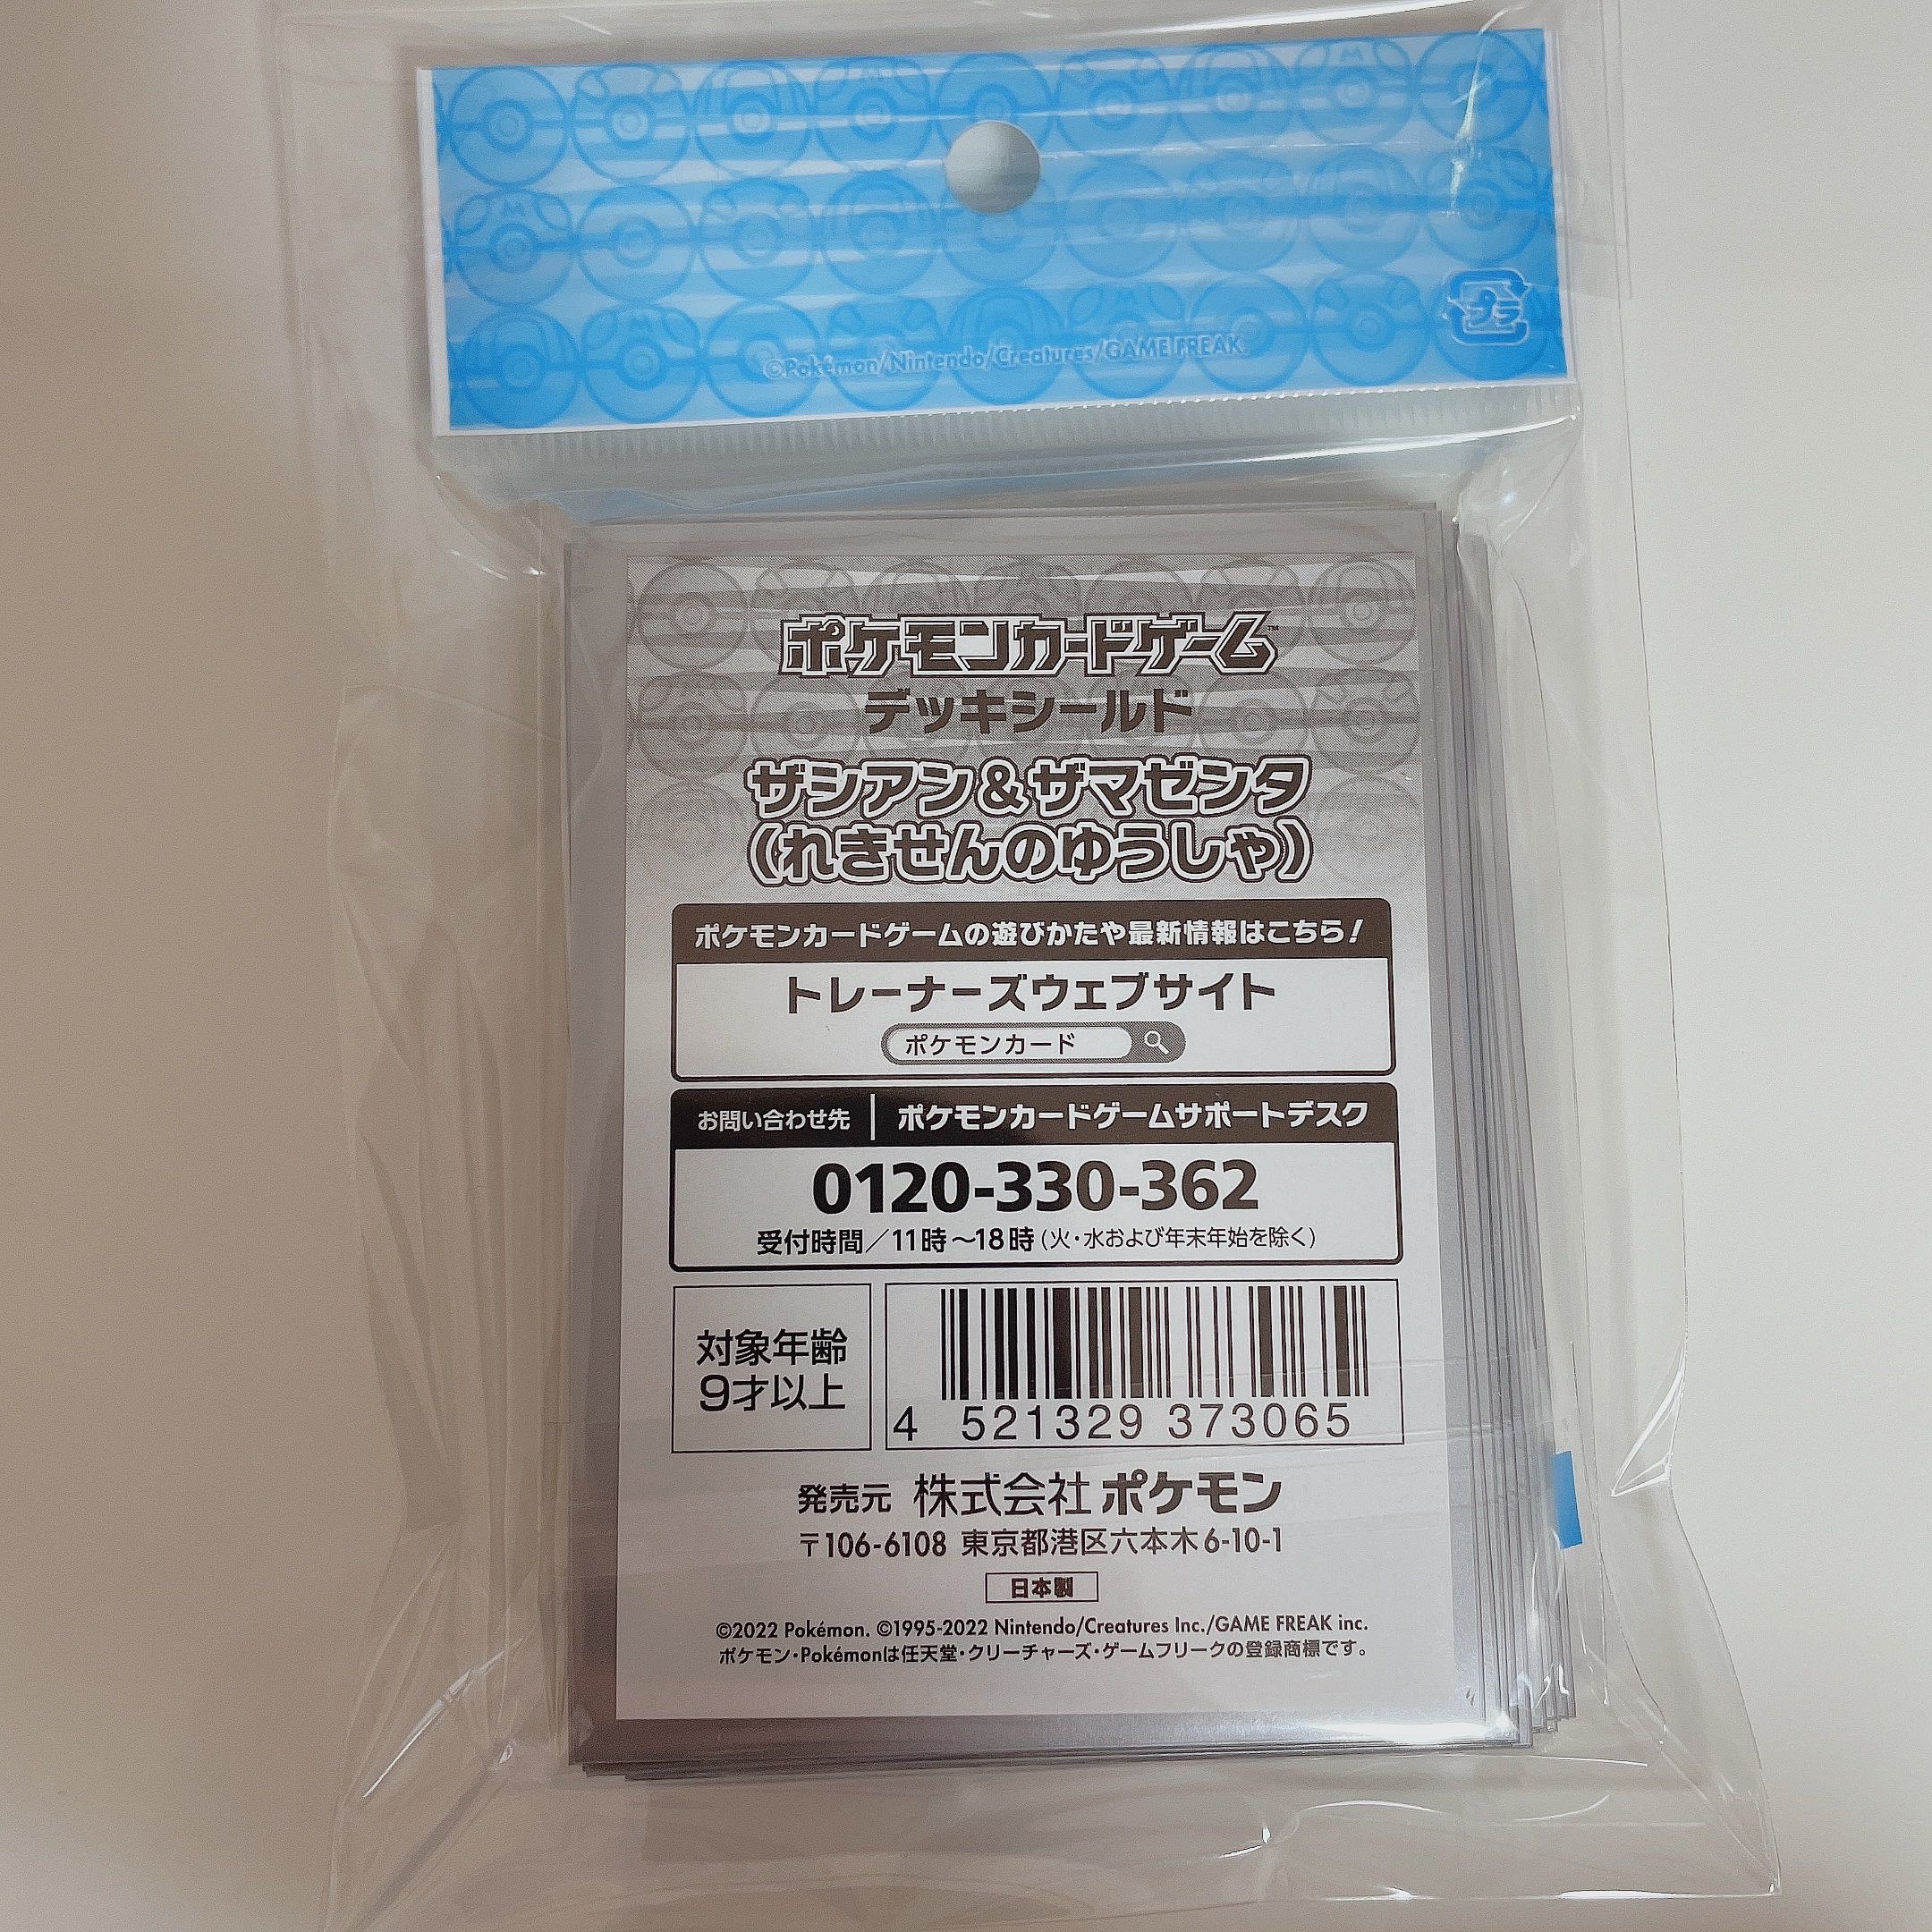 ©Pokémon/Nintendo/Creatures/GAME FREAK.
プラ
ポケモンカードゲーム™
デッキシールド
ザシアン&ザマゼンタ
(れきせんのゆうしゃ)
ポケモンカードゲームの遊びかたや最新情報はこちら!
トレーナーズウェブサイト
ポケモンカード
お問い合わせ先 ポケモンカードゲームサポートデスク
0120-330-362
受付時間/11時~18時(火・水および年末年始を除く)
対象年齢
9才以上
4 521329 373065
発売元 株式会社ポケモン
〒106-6108 東京都港区六本木6-10-1
日本製
©2022 Pokémon. ©1995-2022 Nintendo/Creatures Inc./GAME FREAK inc.
ポケモン・Pokémonは任天堂・クリーチャーズ・ゲームフリークの登録商標です。